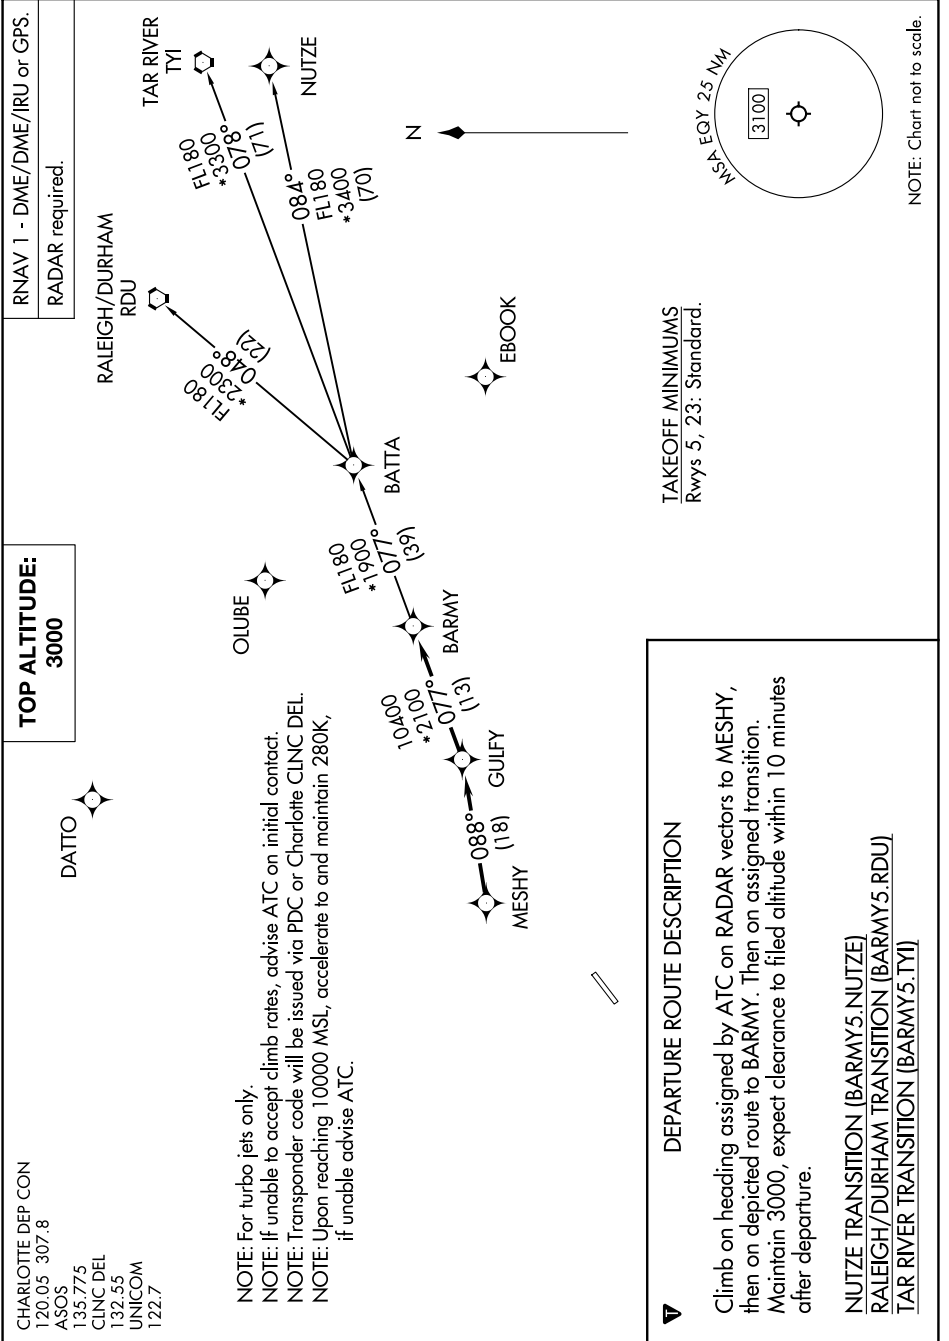 CHARLOTTE DEP CON
120.05 307.8
ASOS
135.775
CLNC DEL
132.55
UNICOM
122.7
TOP ALTITUDE:
3000
RNAV 1 - DME/DME/IRU or GPS.
RADAR required.
DATTO
OLUBE
RALEIGH/DURHAM
RDU
TAR RIVER
TYI
NUTZE
FL180
*2300
048°
(22)
FL180
*3300
078°
(71)
084°
FL180
*3400
(70)
N
NOTE: For turbo jets only.
NOTE: If unable to accept climb rates, advise ATC on initial contact.
NOTE: Transponder code will be issued via PDC or Charlotte CLNC DEL.
NOTE: Upon reaching 10000 MSL, accelerate to and maintain 280K,
if unable advise ATC.
FL180
*1900
077°
(39)
BATTA
10400
*2100
077°
(13)
BARMY
088°
(18)
GULFY
MESHY
EBOOK
TAKEOFF MINIMUMS
Rwys 5, 23: Standard.
MSA EQY 25 NM
3100
NOTE: Chart not to scale.
T
DEPARTURE ROUTE DESCRIPTION
Climb on heading assigned by ATC on RADAR vectors to MESHY,
then on depicted route to BARMY. Then on assigned transition.
Maintain 3000, expect clearance to filed altitude within 10 minutes
after departure.
NUTZE TRANSITION (BARMY5.NUTZE)
RALEIGH/DURHAM TRANSITION (BARMY5.RDU)
TAR RIVER TRANSITION (BARMY5.TYI)